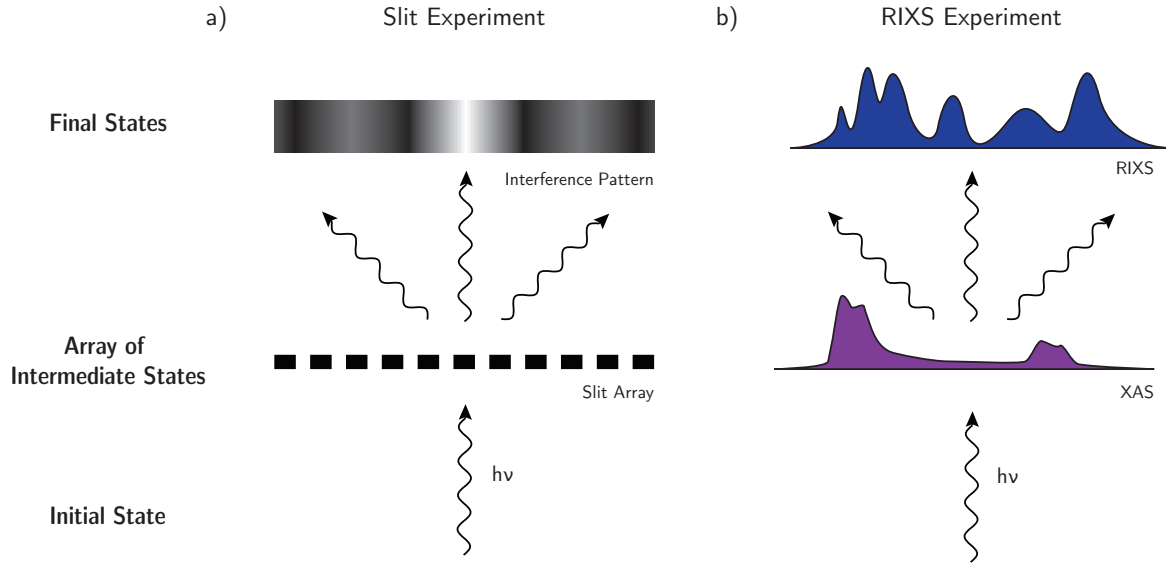 a)
Slit Experiment
b)
RIXS Experiment
Final States
Interference Pattern
RIXS
Array of
Intermediate States
Slit Array
XAS
hν
hν
Initial State